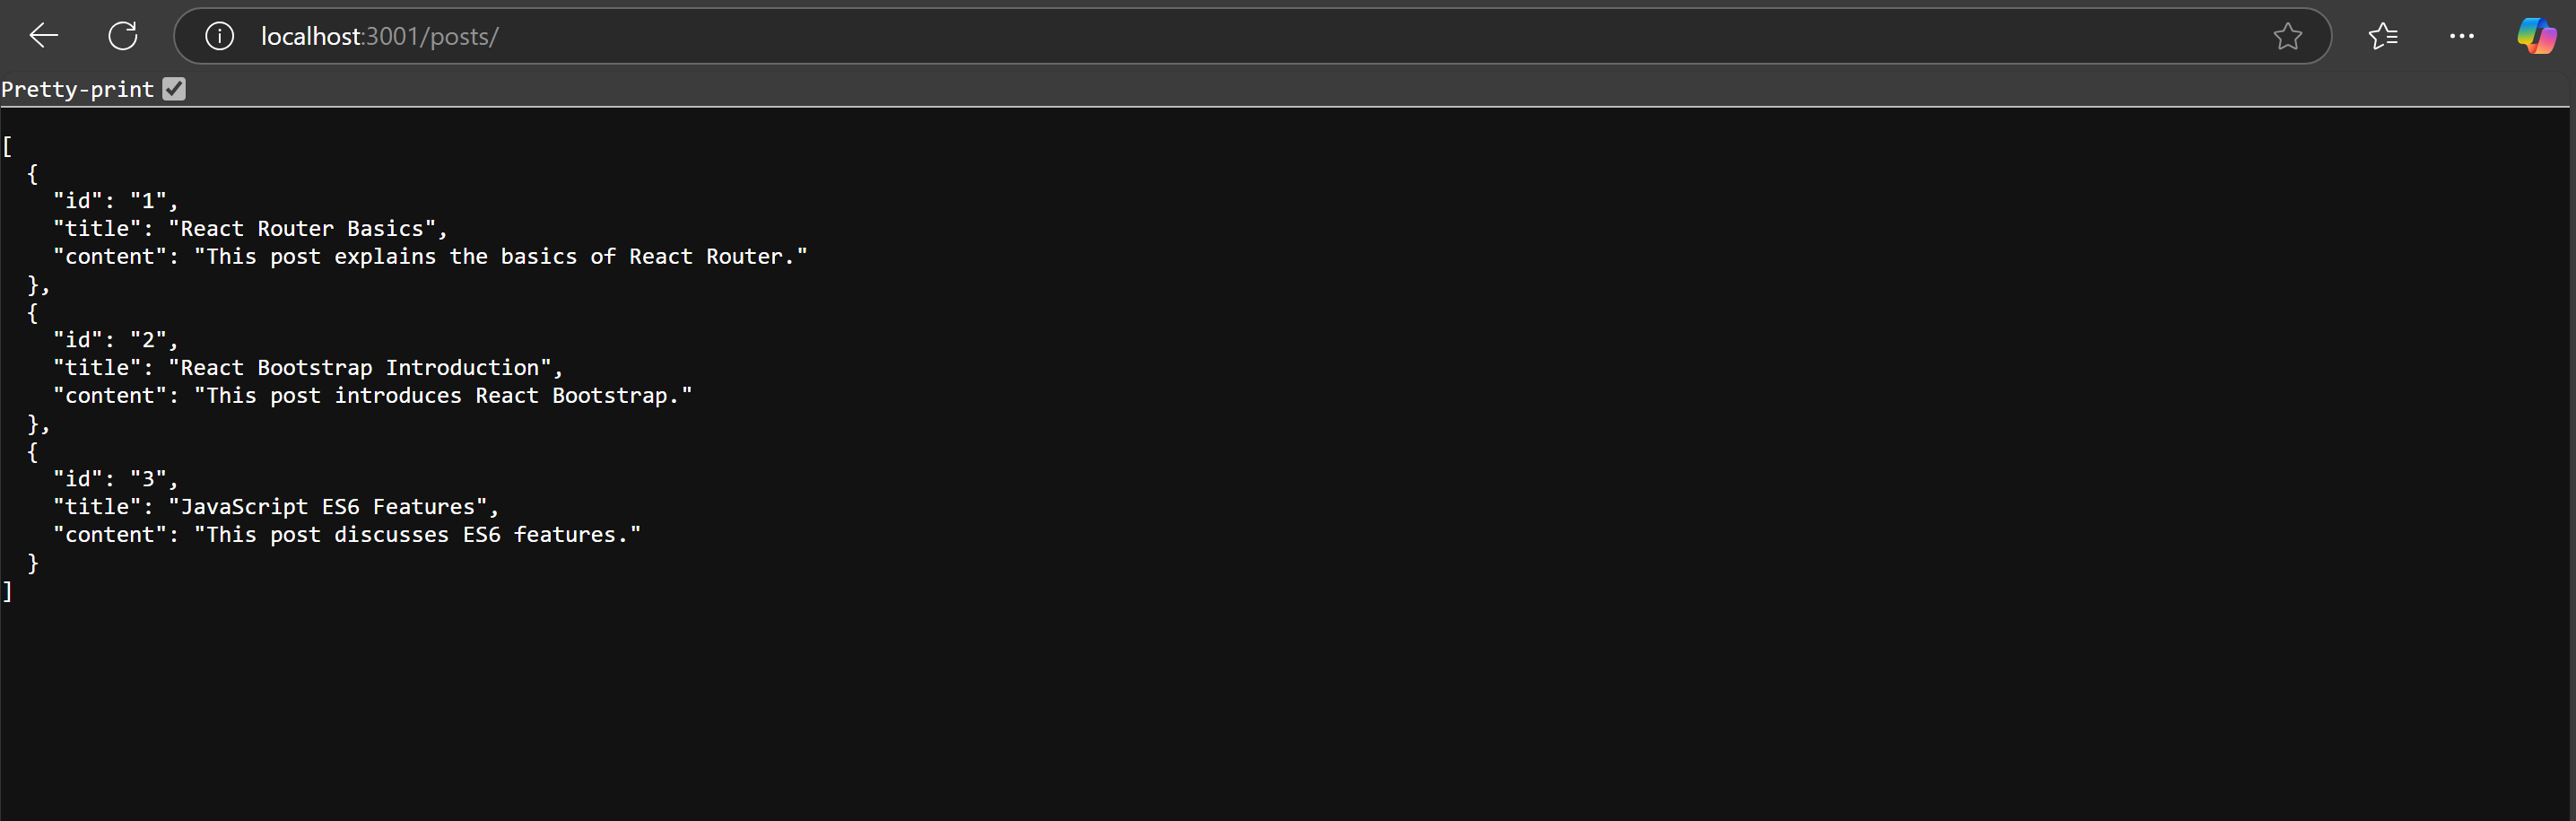 localhost:3001/posts/
Pretty-print
[
  {
    "id": "1",
    "title": "React Router Basics",
    "content": "This post explains the basics of React Router."
  },
  {
    "id": "2",
    "title": "React Bootstrap Introduction",
    "content": "This post introduces React Bootstrap."
  },
  {
    "id": "3",
    "title": "JavaScript ES6 Features",
    "content": "This post discusses ES6 features."
  }
]